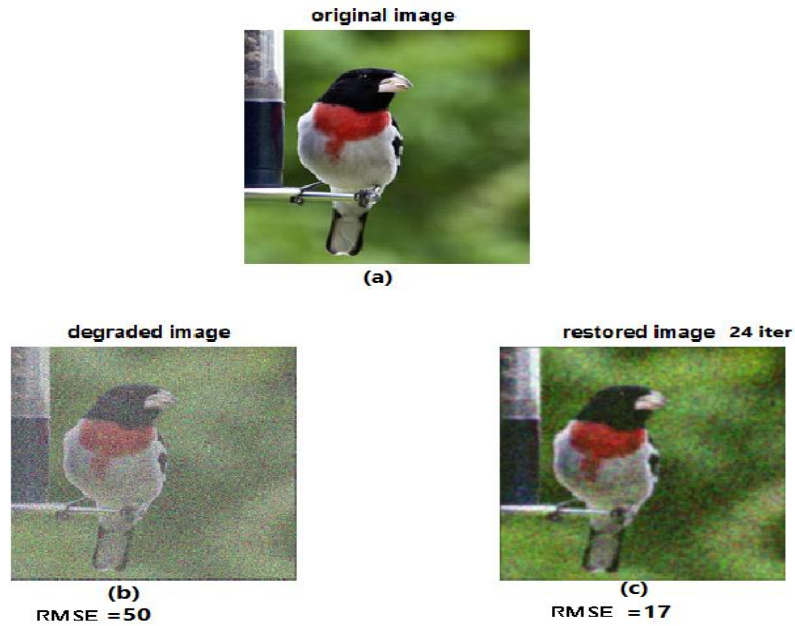 original image
(a)
degraded image
restored image 24 iter
(b)
(c)
RMSE =50
RMSE =17